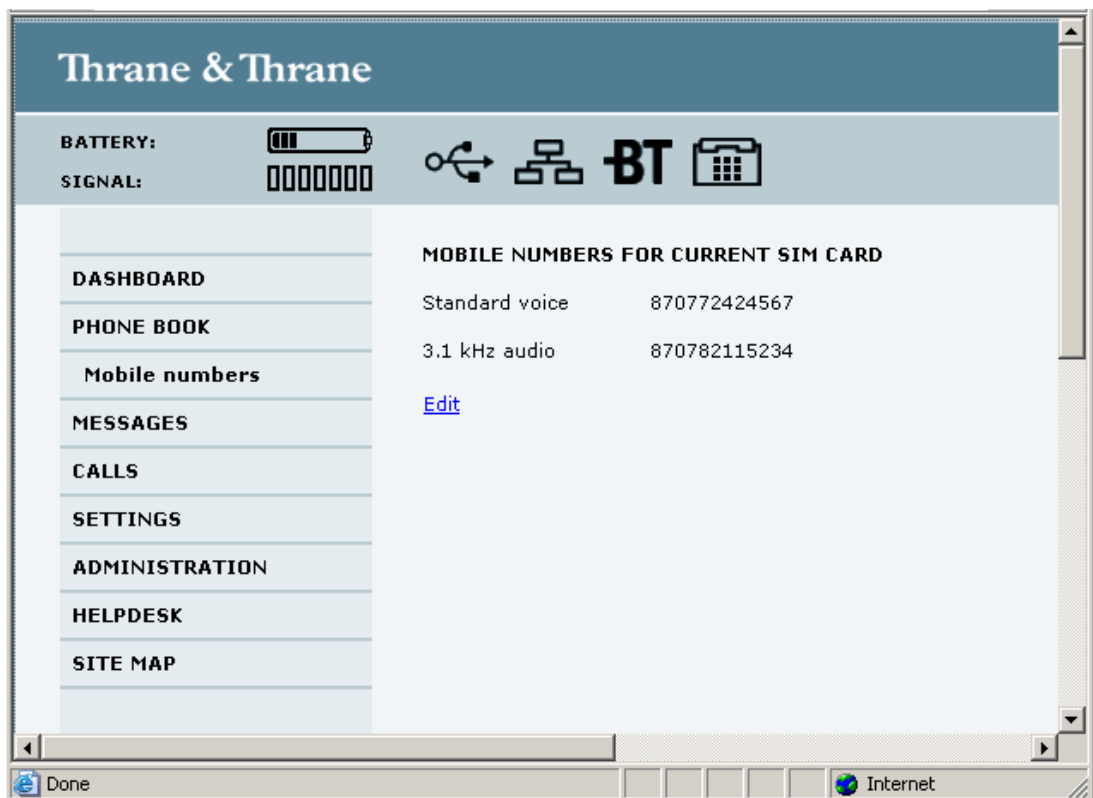 Thrane & Thrane
BATTERY:
SIGNAL:
BT
DASHBOARD
PHONE BOOK
Mobile numbers
MESSAGES
CALLS
SETTINGS
ADMINISTRATION
HELPDESK
SITE MAP
MOBILE NUMBERS FOR CURRENT SIM CARD
Standard voice 870772424567
3.1 kHz audio 870782115234
Edit
Done
Internet